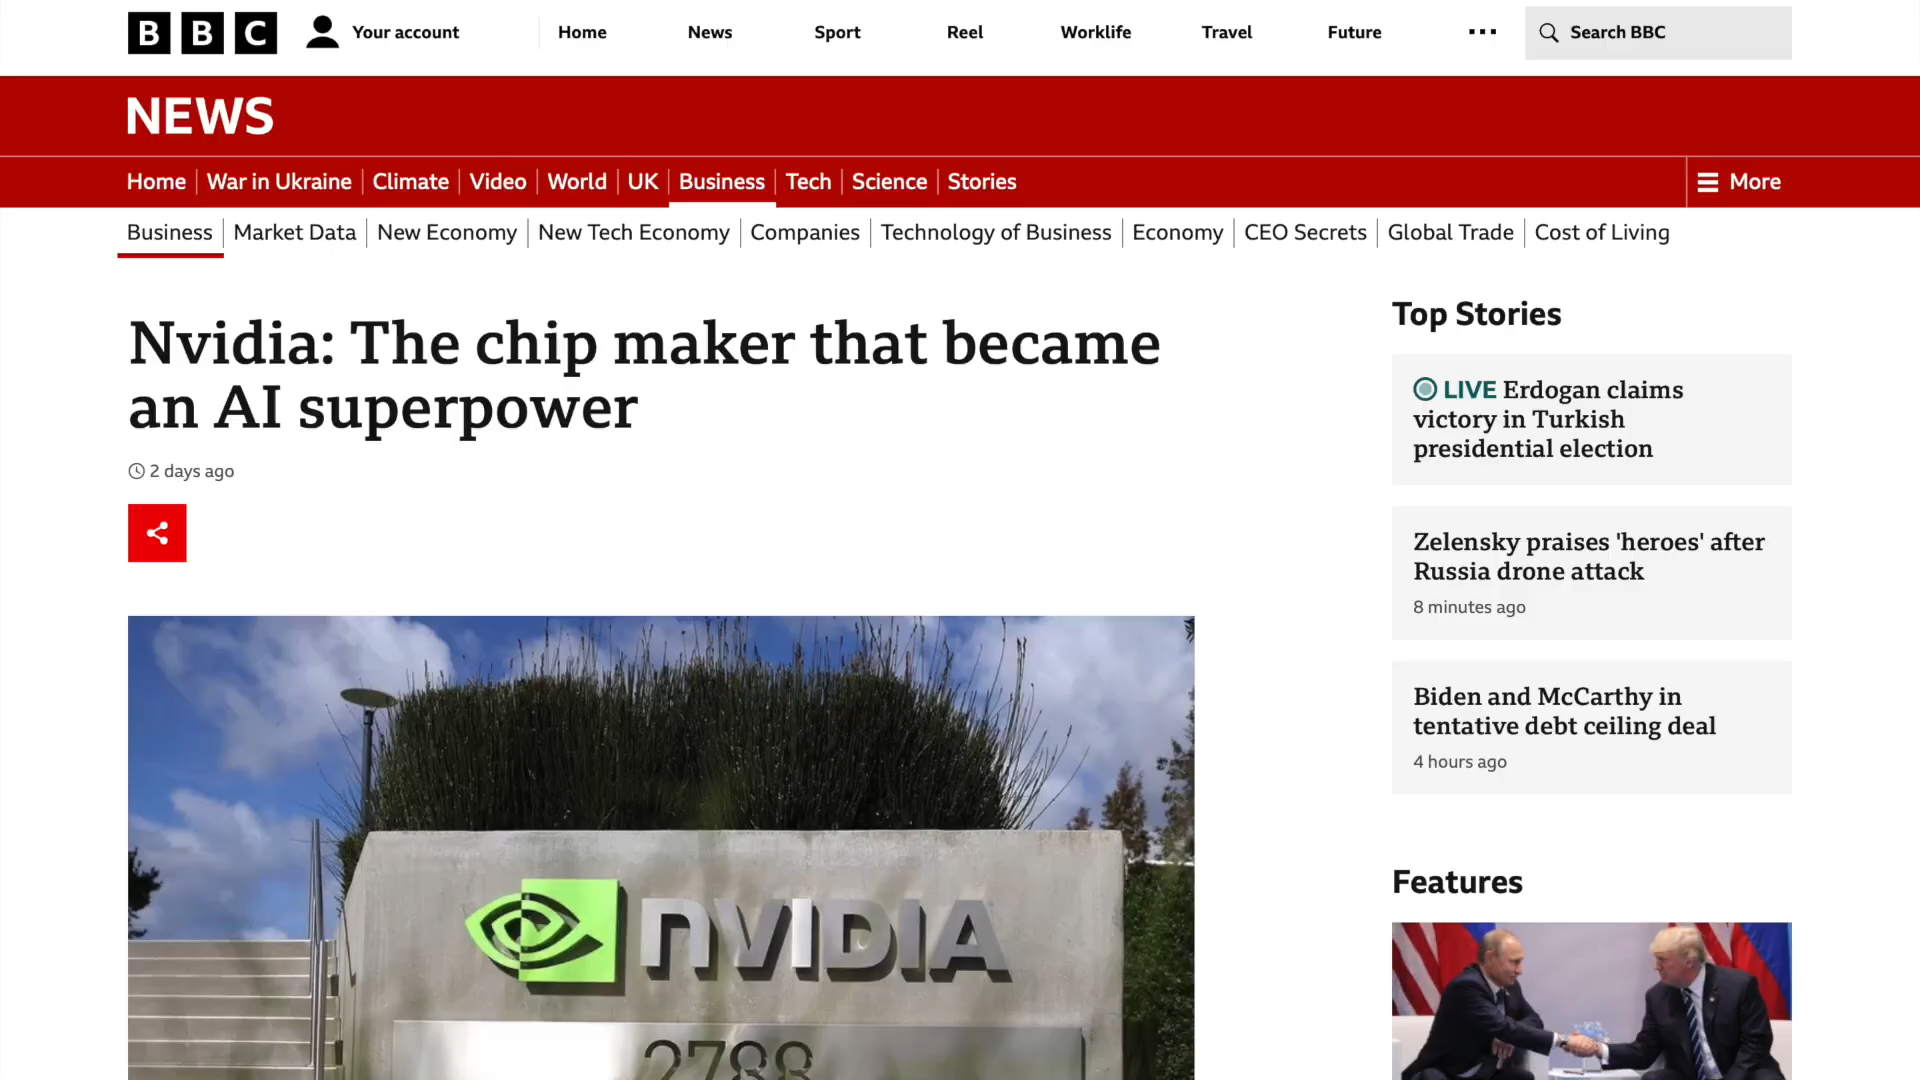 BBC
Your account
Home
News
Sport
Reel
Worklife
Travel
Future
Search BBC
NEWS
Home
War in Ukraine
Climate
Video
World
UK
Business
Tech
Science
Stories
More
Business
Market Data
New Economy
New Tech Economy
Companies
Technology of Business
Economy
CEO Secrets
Global Trade
Cost of Living
Nvidia: The chip maker that became
an AI superpower
2 days ago
NVIDIA
2788
Top Stories
LIVE Erdogan claims
victory in Turkish
presidential election
Zelensky praises 'heroes' after
Russia drone attack
8 minutes ago
Biden and McCarthy in
tentative debt ceiling deal
4 hours ago
Features